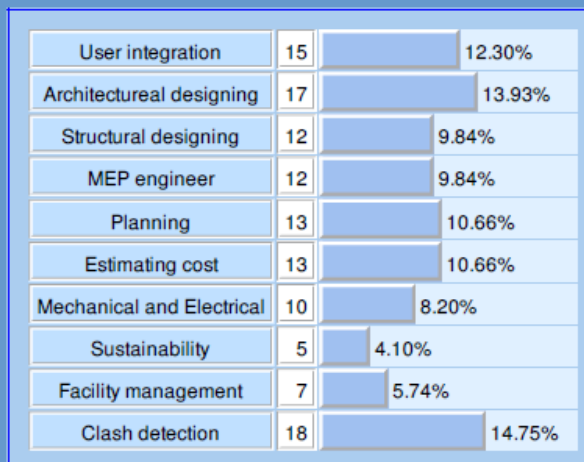 User integration 15 12.30%
Architectureal designing 17 13.93%
Structural designing 12 9.84%
MEP engineer 12 9.84%
Planning 13 10.66%
Estimating cost 13 10.66%
Mechanical and Electrical 10 8.20%
Sustainability 5 4.10%
Facility management 7 5.74%
Clash detection 18 14.75%